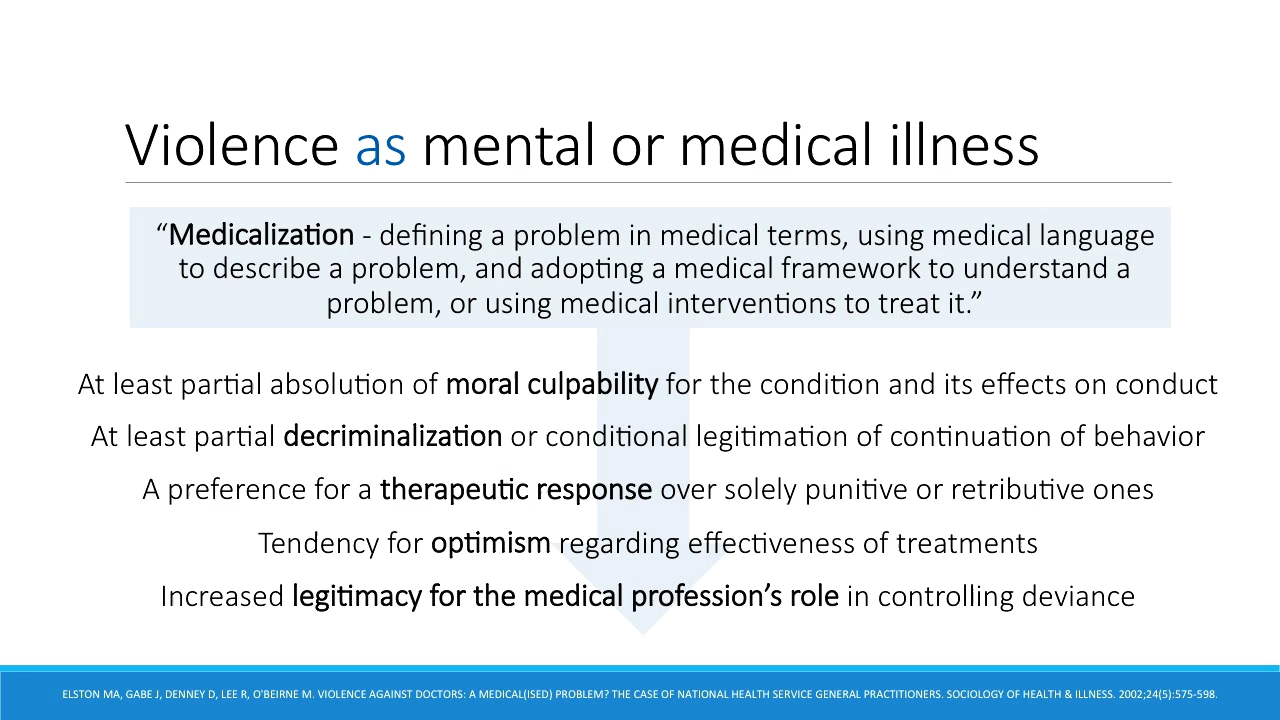 Violence as mental or medical illness
“Medicalization - defining a problem in medical terms, using medical language
to describe a problem, and adopting a medical framework to understand a
problem, or using medical interventions to treat it.”
At least partial absolution of moral culpability for the condition and its effects on conduct
At least partial decriminalization or conditional legitimation of continuation of behavior
A preference for a therapeutic response over solely punitive or retributive ones
Tendency for optimism regarding effectiveness of treatments
Increased legitimacy for the medical profession’s role in controlling deviance
ELSTON MA, GABE J, DENNEY D, LEE R, O'BEIRNE M. VIOLENCE AGAINST DOCTORS: A MEDICAL(ISED) PROBLEM? THE CASE OF NATIONAL HEALTH SERVICE GENERAL PRACTITIONERS. SOCIOLOGY OF HEALTH & ILLNESS. 2002;24(5):575-598.